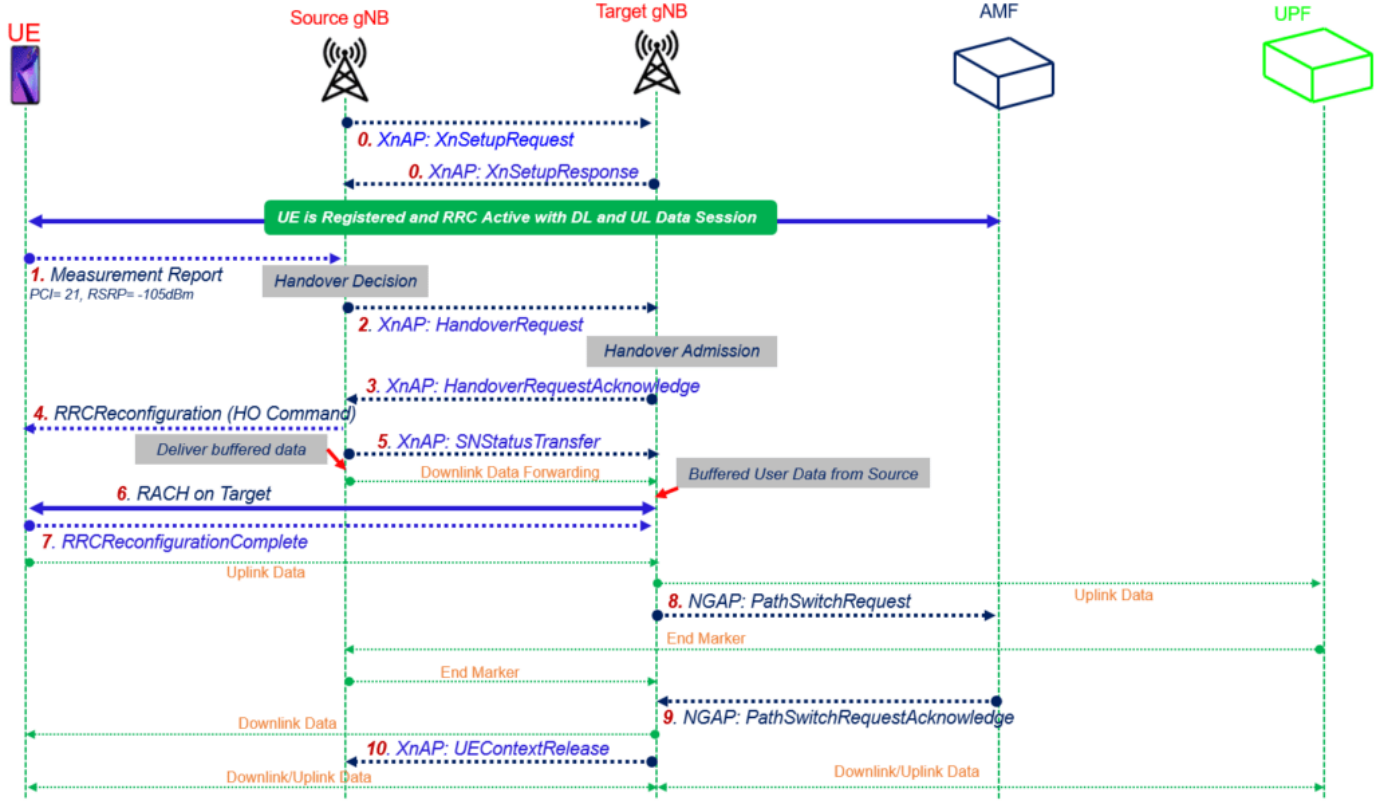 UE
Source gNB
Target gNB
AMF
UPF
0. XnAP: XnSetupRequest
0. XnAP: XnSetupResponse
UE is Registered and RRC Active with DL and UL Data Session
1. Measurement Report
PCI= 21, RSRP= -105dBm
Handover Decision
2. XnAP: HandoverRequest
Handover Admission
3. XnAP: HandoverRequestAcknowledge
4. RRCReconfiguration (HO Command)
5. XnAP: SNStatusTransfer
Deliver buffered data
Downlink Data Forwarding
Buffered User Data from Source
6. RACH on Target
7. RRCReconfigurationComplete
Uplink Data
Uplink Data
8. NGAP: PathSwitchRequest
End Marker
End Marker
9. NGAP: PathSwitchRequestAcknowledge
Downlink Data
10. XnAP: UEContextRelease
Downlink/Uplink Data
Downlink/Uplink Data